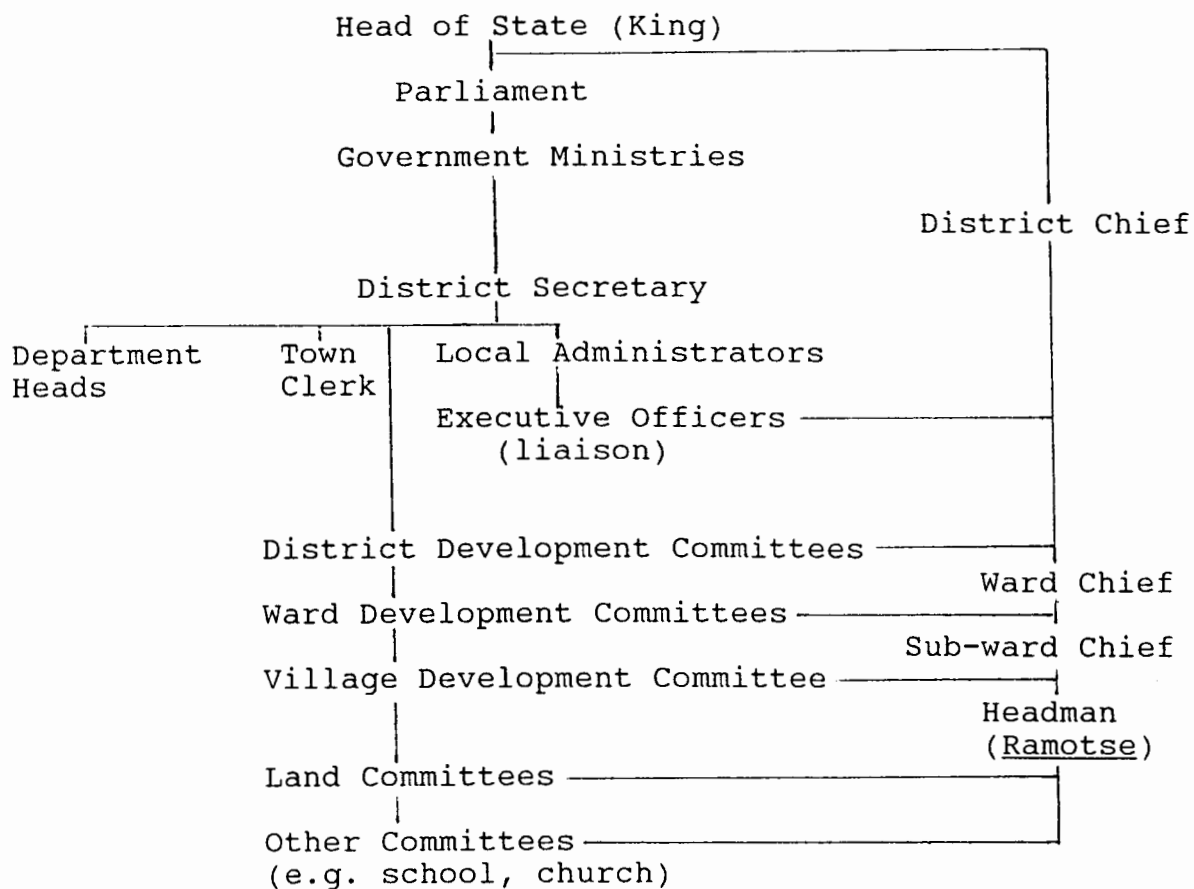 Head of State (King)
Parliament
Government Ministries
District Chief
District Secretary
Department Heads
Town Clerk
Local Administrators
Executive Officers
(liaison)
District Development Committees
Ward Chief
Ward Development Committees
Sub-ward Chief
Village Development Committee
Headman
(Ramotse)
Land Committees
Other Committees
(e.g. school, church)